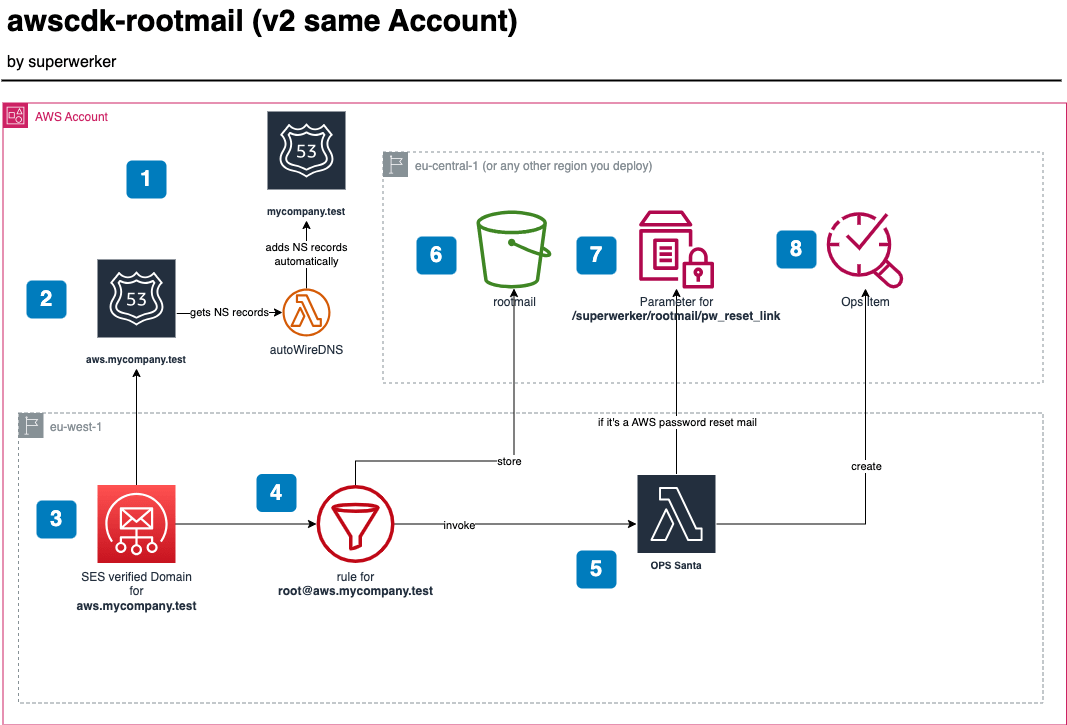 awscdk-rootmail (v2 same Account)
by superwerker
AWS Account
1
53
mycompany.test
adds NS records
automatically
2
53
aws.mycompany.test
gets NS records
autoWireDNS
eu-central-1 (or any other region you deploy)
6
rootmail
7
Parameter for
/superwerker/rootmail/pw_reset_link
8
Ops Item
eu-west-1
if it's a AWS password reset mail
store
create
3
SES verified Domain
for
aws.mycompany.test
4
rule for
root@aws.mycompany.test
invoke
5
OPS Santa